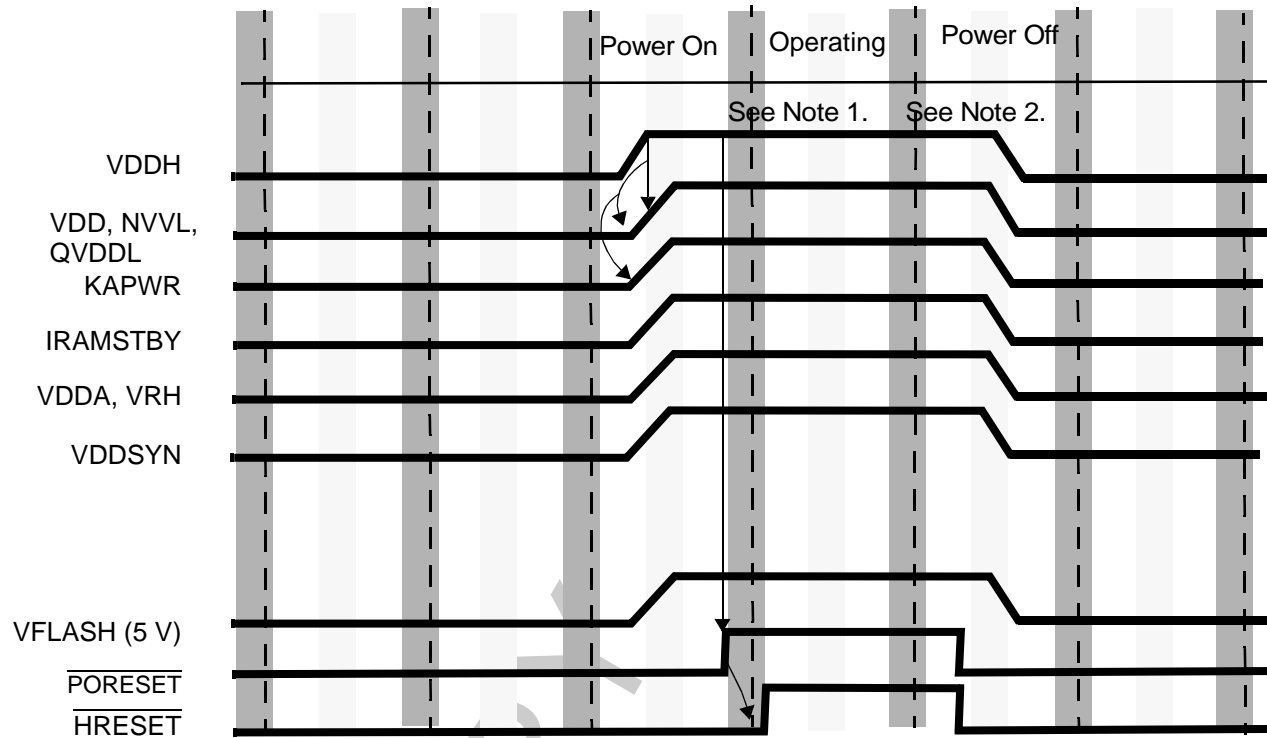 Power On
Operating
Power Off
See Note 1.
See Note 2.
VDDH
VDD, NVVL,
QVDDL
KAPWR
IRAMSTBY
VDDA, VRH
VDDSYN
VFLASH (5 V)
PORESET
HRESET